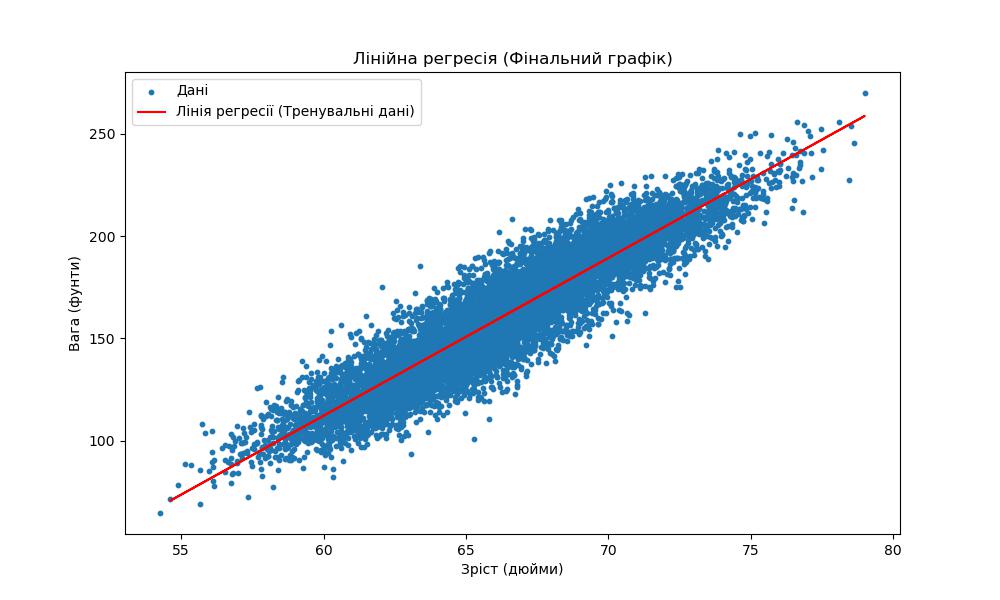 Лінійна регресія (Фінальний графік)
Дані
Лінія регресії (Тренувальні дані)
250
200
150
100
Вага (фунти)
55 60 65 70 75 80
Зріст (дюйми)